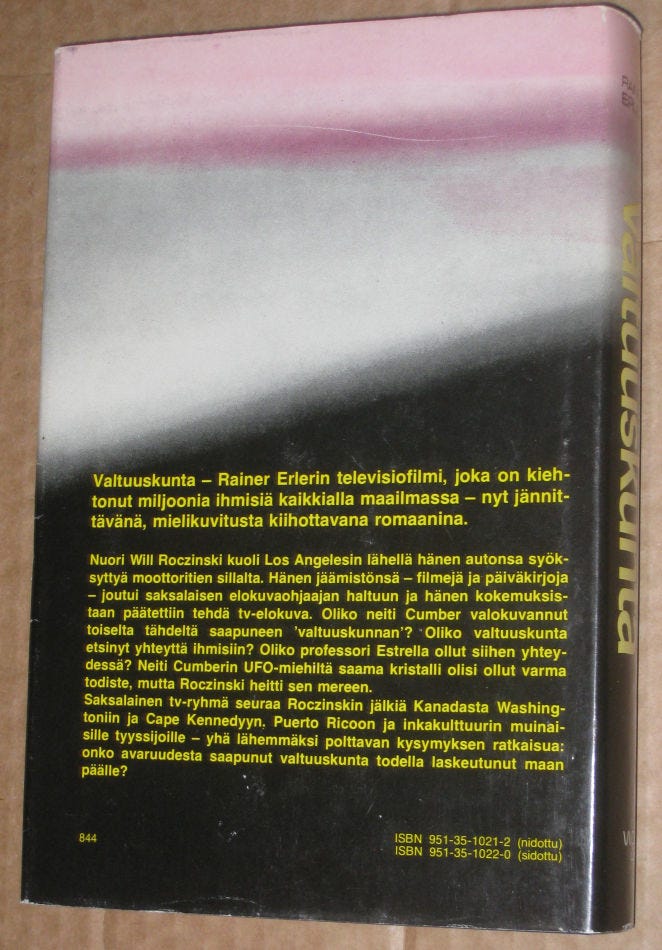 Valtuuskunta – Rainer Erlerin televisiofilmi, joka on kieh-
tonut miljoonia ihmisiä kaikkialla maailmassa – nyt jännit-
tävänä, mielikuvitusta kiihottavana romaanina.
Nuori Will Roczinski kuoli Los Angelesin lähellä hänen autonsa syök-
syttyä moottoritien sillalta. Hänen jäämistönsä – filmejä ja päiväkirjoja
– joutui saksalaisen elokuvaohjaajan haltuun ja hänen kokemuksis-
taan päätettiin tehdä tv-elokuva. Oliko neiti Cumber valokuvannut
toiselta tähdeltä saapuneen 'valtuuskunnan'? Oliko valtuuskunta
etsinyt yhteyttä ihmisiin? Oliko professori Estrella ollut siihen yhtey-
dessä? Neiti Cumberin UFO-miehiltä saama kristalli olisi ollut varma
todiste, mutta Roczinski heitti sen mereen.
Saksalainen tv-ryhmä seuraa Roczinskin jälkiä Kanadasta Washing-
toniin ja Cape Kennedyyn, Puerto Ricoon ja inkakulttuurin muinai-
sille tyyssijoille – yhä lähemmäksi polttavan kysymyksen ratkaisua:
onko avaruudesta saapunut valtuuskunta todella laskeutunut maan
päälle?
844
ISBN 951-35-1021-2 (nidottu)
ISBN 951-35-1022-0 (sidottu)
valtuuskunta